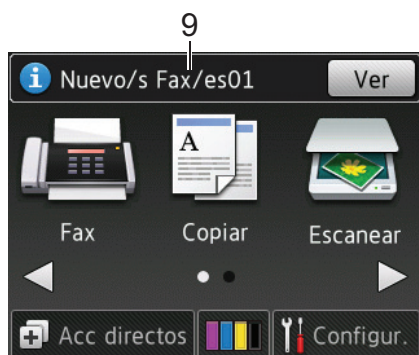 9
Nuevo/s Fax/es01 Ver
A
Fax Copiar Escanear
Acc directos Configur.